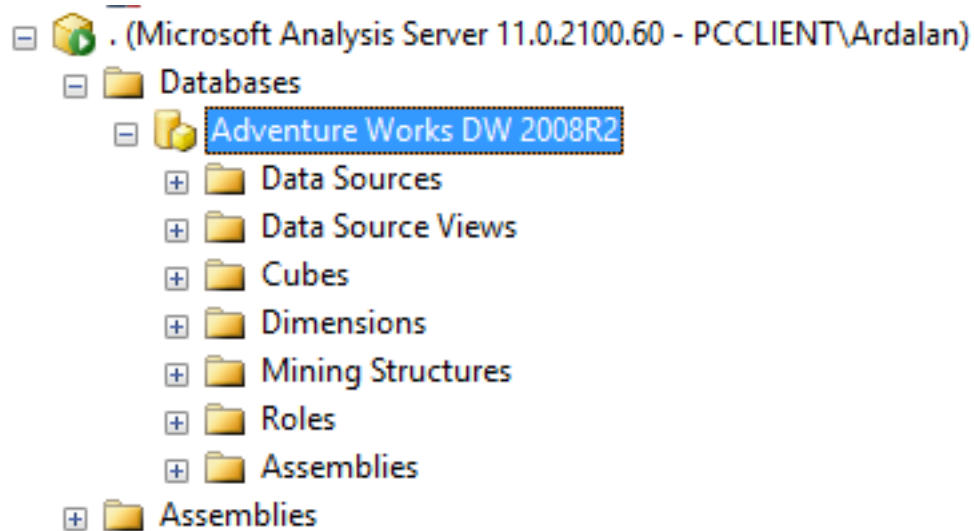 . (Microsoft Analysis Server 11.0.2100.60 - PCCLIENT\Ardalan)
Databases
Adventure Works DW 2008R2
Data Sources
Data Source Views
Cubes
Dimensions
Mining Structures
Roles
Assemblies
Assemblies